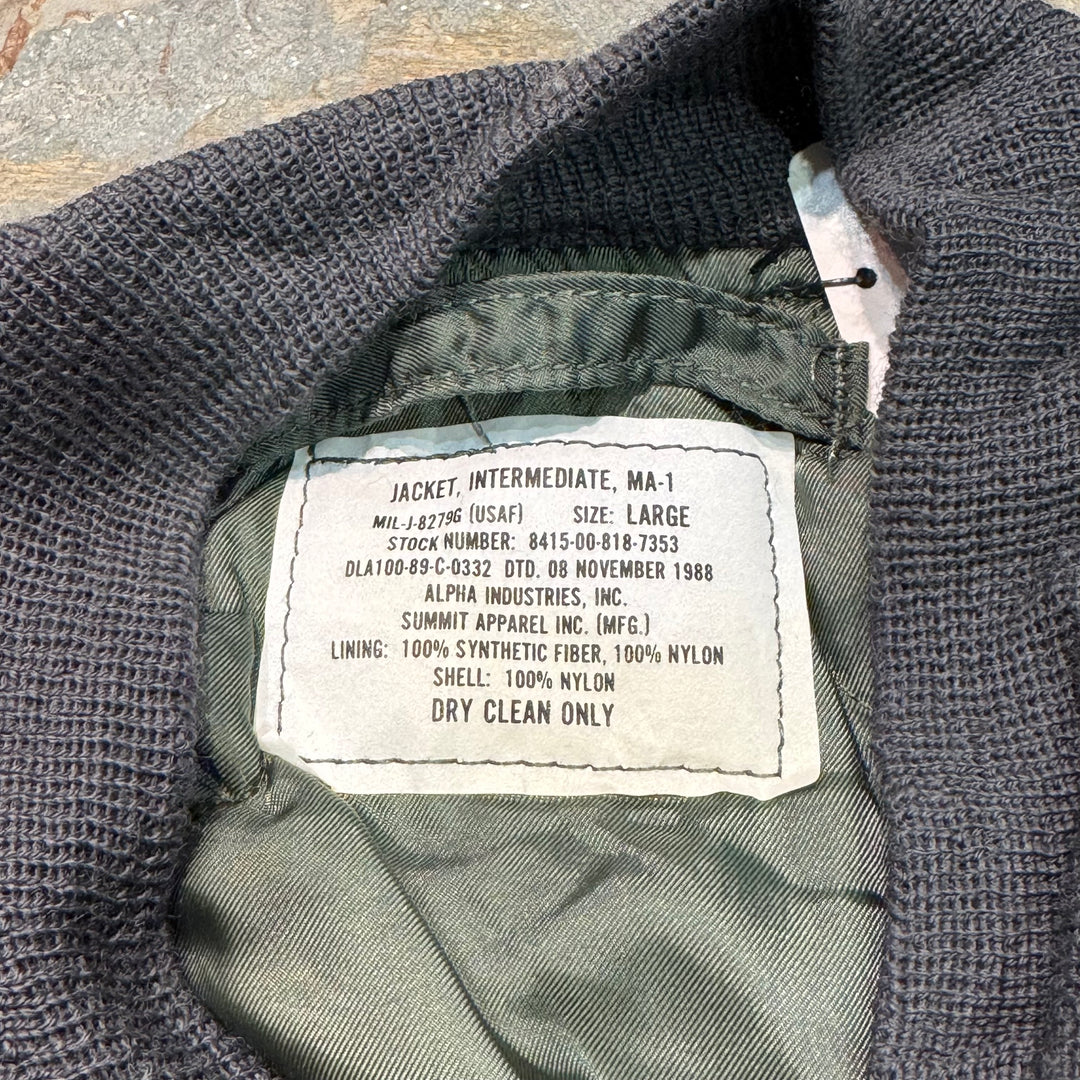 JACKET, INTERMEDIATE, MA-1
MIL-J-8279G (USAF) SIZE: LARGE
STOCK NUMBER: 8415-00-818-7353
DLA100-89-C-0332 DTD. 08 NOVEMBER 1988
ALPHA INDUSTRIES, INC.
SUMMIT APPAREL INC. (MFG.)
LINING: 100% SYNTHETIC FIBER, 100% NYLON
SHELL: 100% NYLON
DRY CLEAN ONLY